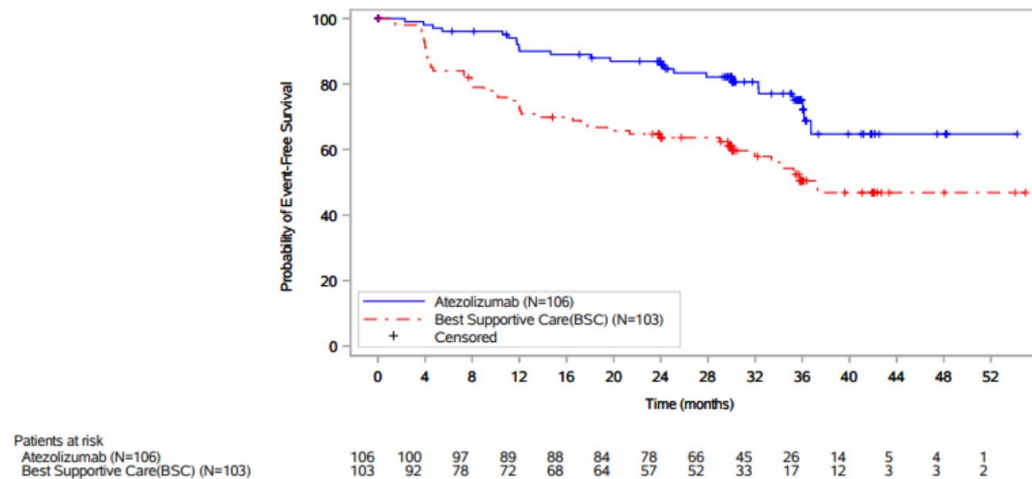 100
80
60
40
20
0
Probability of Event-Free Survival
Atezolizumab (N=106)
Best Supportive Care(BSC) (N=103)
+ Censored
0 4 8 12 16 20 24 28 32 36 40 44 48 52
Time (months)
Patients at risk
Atezolizumab (N=106) 106 100 97 89 88 84 78 66 45 26 14 5 4 1
Best Supportive Care(BSC) (N=103) 103 92 78 72 68 64 57 52 33 17 12 3 3 2